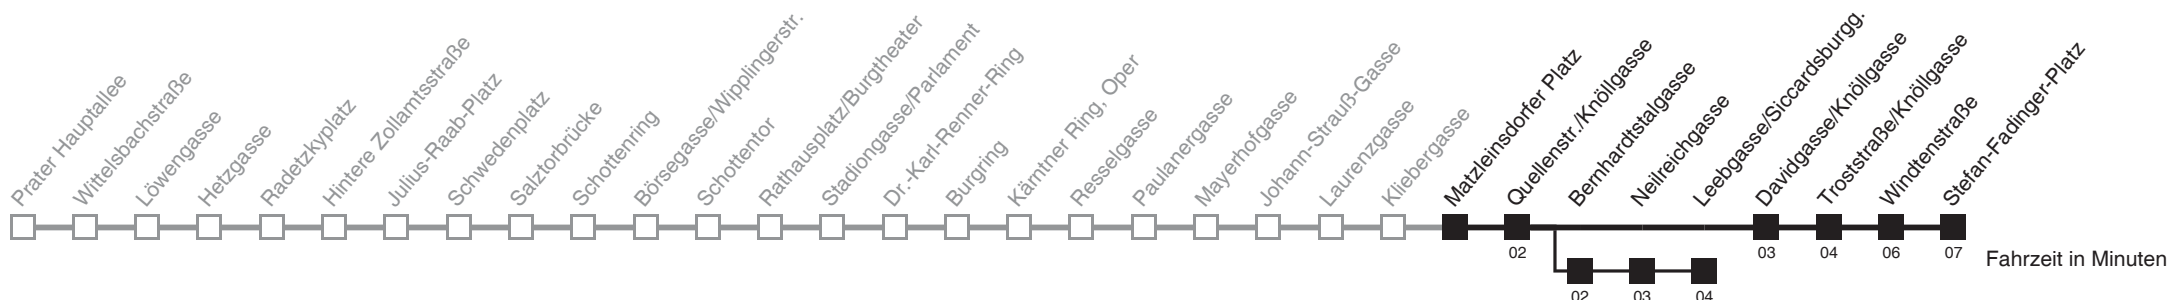 Prater Hauptallee
Wittelsbachstraße
Löwengasse
Hetzgasse
Radetzkyplatz
Hintere Zollamtsstraße
Julius-Raab-Platz
Schwedenplatz
Salztorbrücke
Schottenring
Börsegasse/Wipplingerstr.
Schottentor
Rathausplatz/Burgtheater
Stadiongasse/Parlament
Dr.-Karl-Renner-Ring
Burgring
Kärntner Ring, Oper
Resselgasse
Paulanergasse
Mayerhofgasse
Johann-Strauß-Gasse
Laurenzgasse
Kliebergasse
Matzleinsdorfer Platz
Quellenstr./Knöllgasse
Bernhardtstalgasse
Neilreichgasse
Leebgasse/Siccardsburgg.
Davidgasse/Knöllgasse
Troststraße/Knöllgasse
Windtenstraße
Stefan-Fadinger-Platz
02 03 04 06 07
Fahrzeit in Minuten
02 03 04